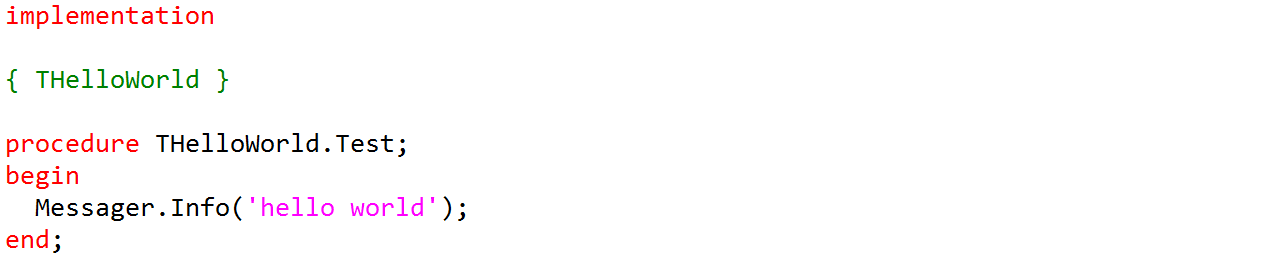 implementation
{ THelloWorld }
procedure THelloWorld.Test;
begin
  Messager.Info('hello world');
end;